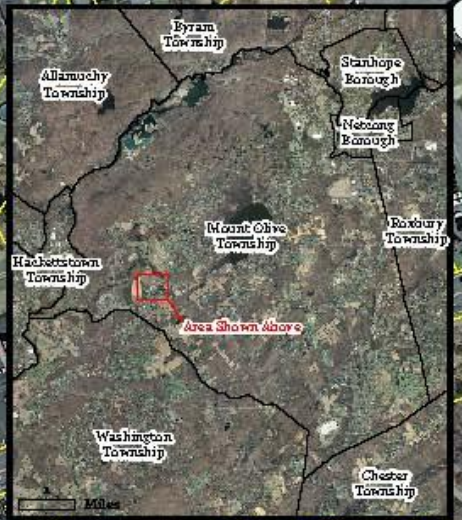 Byram
Township
Stanhope
Borough
Allamuchy
Township
Netcong
Borough
Mount Olive
Township
Roxbury
Township
Hackettstown
Township
Area Shown Above
Washington
Township
Chester
Township
Miles